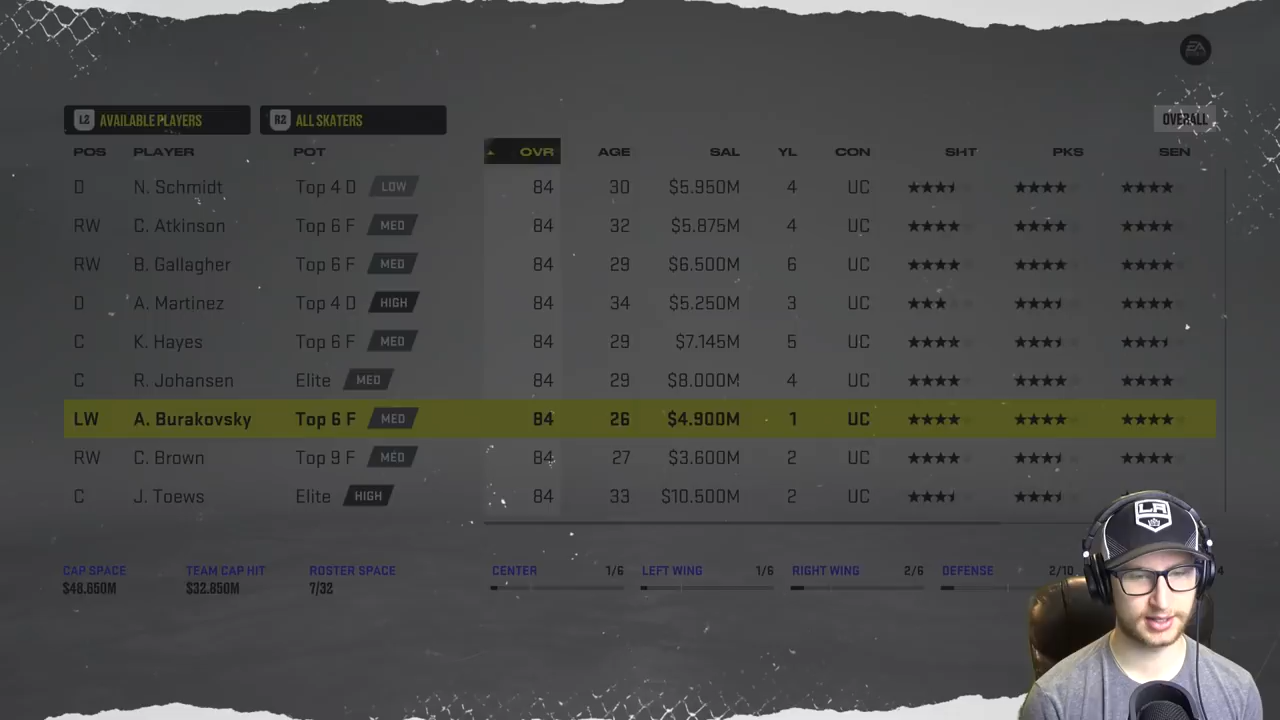 EA
L2 AVAILABLE PLAYERS R2 ALL SKATERS OVERALL
POS PLAYER POT OVR AGE SAL YL CON SHT PKS SEN
D N. Schmidt Top 4 D LOW 84 30 $5.950M 4 UC
RW C. Atkinson Top 6 F MED 84 32 $5.875M 4 UC
RW B. Gallagher Top 6 F MED 84 29 $6.500M 6 UC
D A. Martinez Top 4 D HIGH 84 34 $5.250M 3 UC
C K. Hayes Top 6 F MED 84 29 $7.145M 5 UC
C R. Johansen Elite MED 84 29 $8.000M 4 UC
LW A. Burakovsky Top 6 F MED 84 26 $4.900M 1 UC
RW C. Brown Top 9 F MED 84 27 $3.600M 2 UC
C J. Toews Elite HIGH 84 33 $10.500M 2 UC
CAP SPACE TEAM CAP HIT ROSTER SPACE CENTER 1/6 LEFT WING 1/6 RIGHT WING 2/6 DEFENSE 2/10
$48.650M $32.850M 7/32
LA